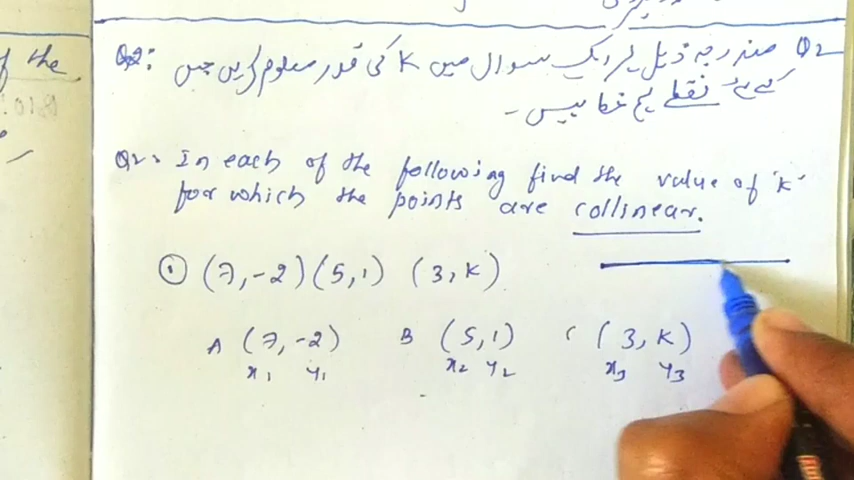 of the
Q2: مندرجہ ذیل ہر ایک سوال میں K کی قدر معلوم کریں جس
کے لیے نقطے ہم خط ہیں۔
Q2: In each of the following find the value of 'K'
for which the points are collinear.
① (7,-2) (5,1) (3,K)
A (7,-2) B (5,1) C (3,K)
x₁ y₁ x₂ y₂ x₃ y₃